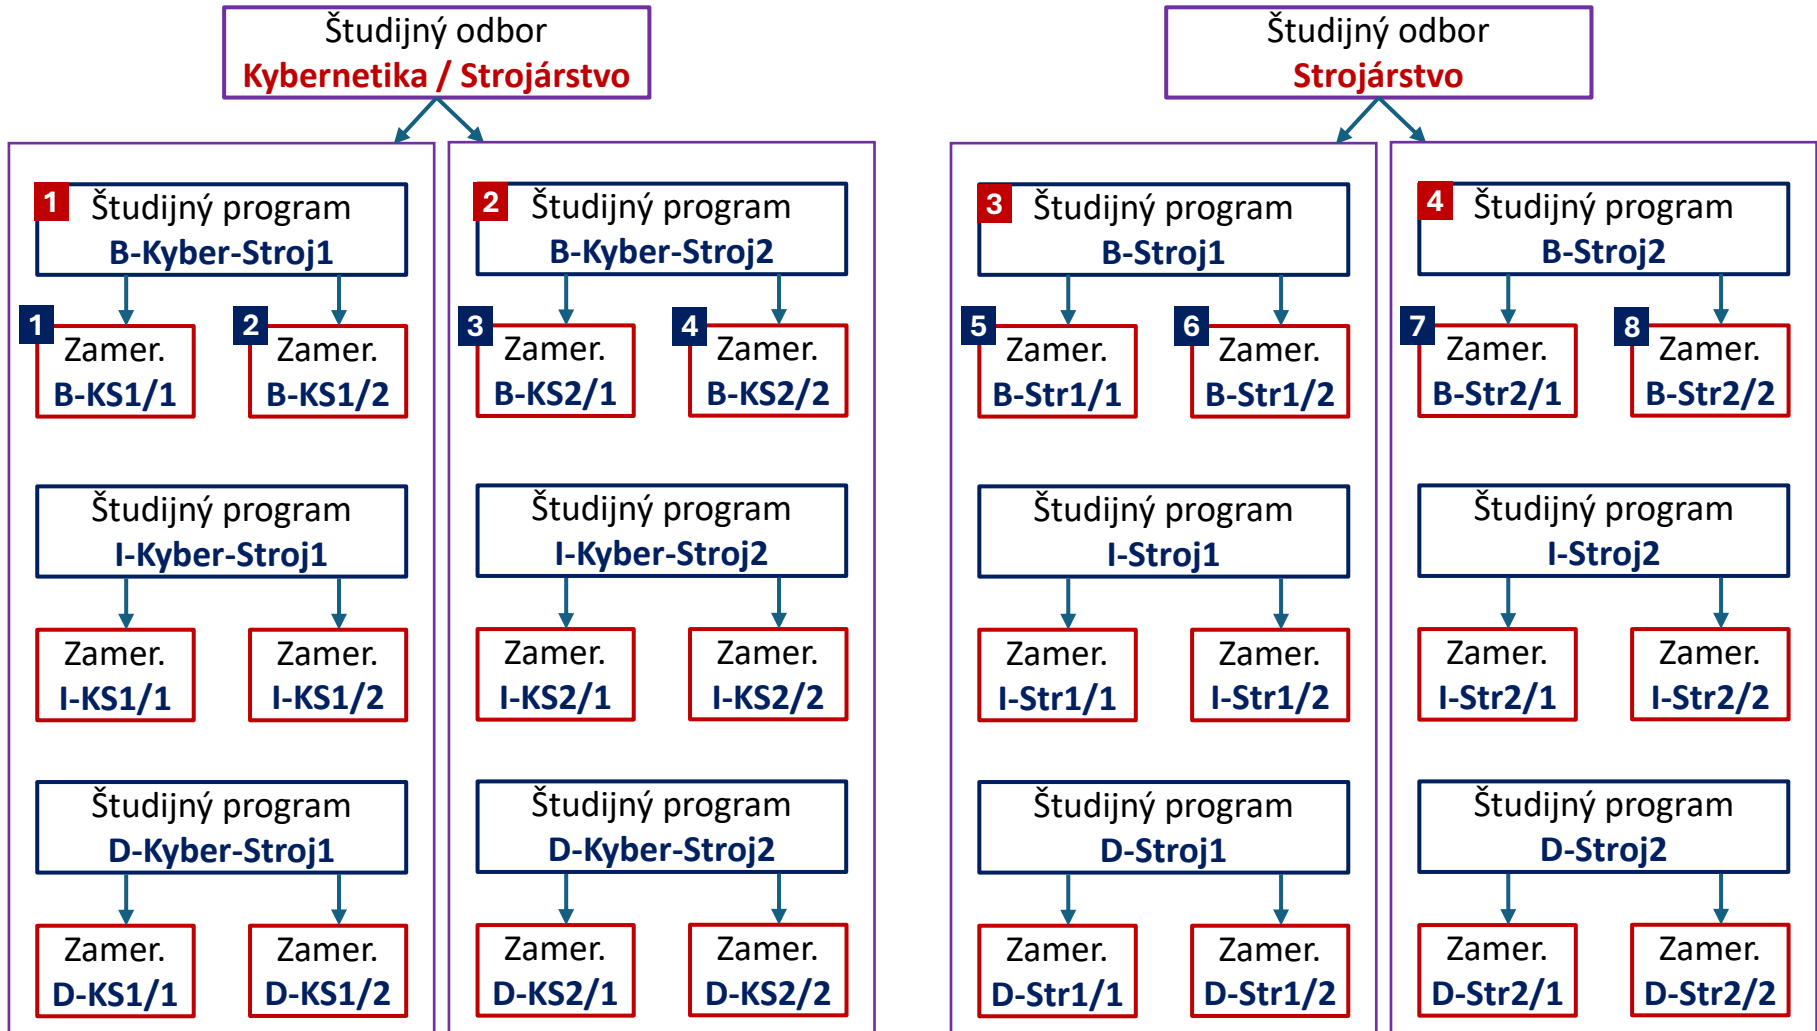 Študijný odbor
Kybernetika / Strojárstvo
Študijný odbor
Strojárstvo
1
Študijný program
B-Kyber-Stroj1
2
Študijný program
B-Kyber-Stroj2
3
Študijný program
B-Stroj1
4
Študijný program
B-Stroj2
1
Zamer.
B-KS1/1
2
Zamer.
B-KS1/2
3
Zamer.
B-KS2/1
4
Zamer.
B-KS2/2
5
Zamer.
B-Str1/1
6
Zamer.
B-Str1/2
7
Zamer.
B-Str2/1
8
Zamer.
B-Str2/2
Študijný program
I-Kyber-Stroj1
Študijný program
I-Kyber-Stroj2
Študijný program
I-Stroj1
Študijný program
I-Stroj2
Zamer.
I-KS1/1
Zamer.
I-KS1/2
Zamer.
I-KS2/1
Zamer.
I-KS2/2
Zamer.
I-Str1/1
Zamer.
I-Str1/2
Zamer.
I-Str2/1
Zamer.
I-Str2/2
Študijný program
D-Kyber-Stroj1
Študijný program
D-Kyber-Stroj2
Študijný program
D-Stroj1
Študijný program
D-Stroj2
Zamer.
D-KS1/1
Zamer.
D-KS1/2
Zamer.
D-KS2/1
Zamer.
D-KS2/2
Zamer.
D-Str1/1
Zamer.
D-Str1/2
Zamer.
D-Str2/1
Zamer.
D-Str2/2